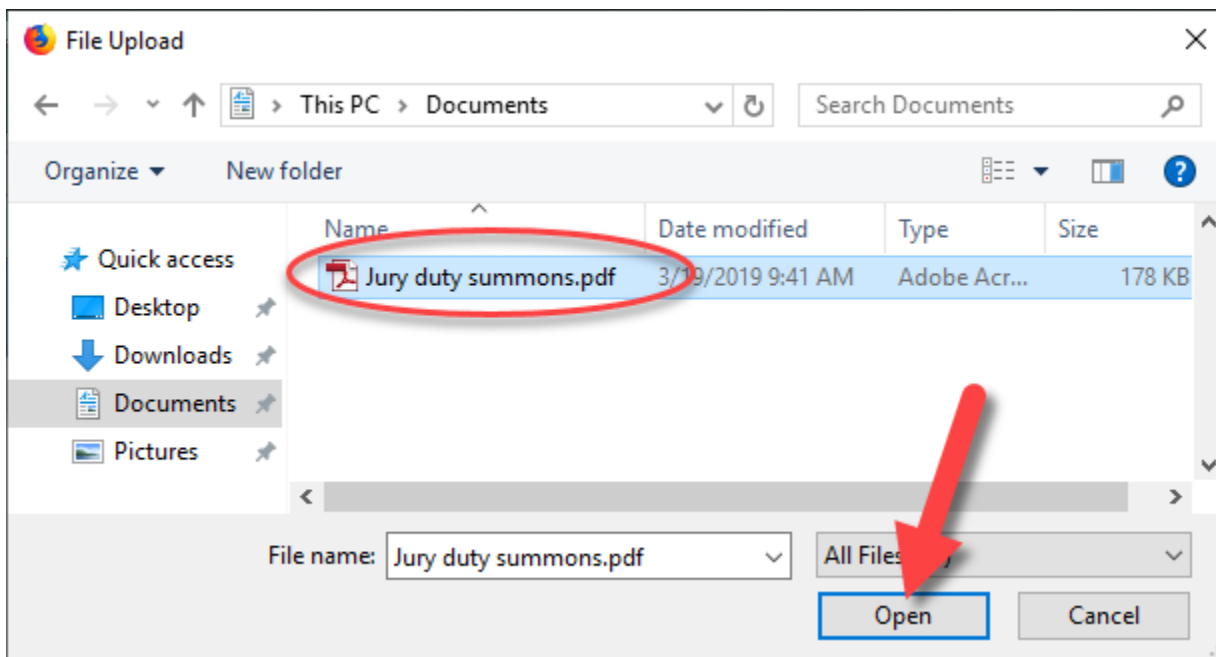 File Upload
This PC > Documents
Search Documents
Organize
New folder
Name
Date modified
Type
Size
Quick access
Desktop
Downloads
Documents
Pictures
Jury duty summons.pdf
3/19/2019 9:41 AM
Adobe Acr...
178 KB
File name:
Jury duty summons.pdf
All Files
Open
Cancel